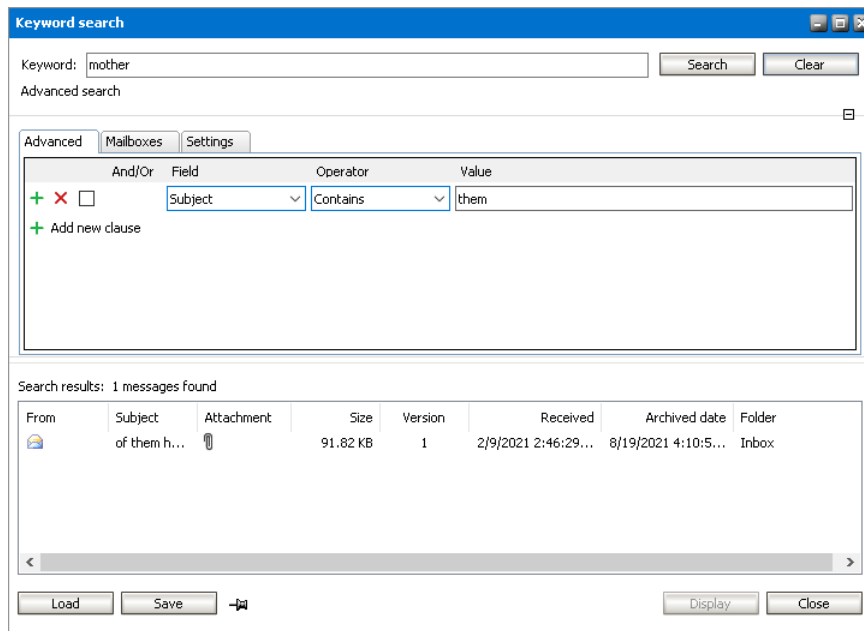 Keyword search
Keyword: mother Search Clear
Advanced search
Advanced Mailboxes Settings
And/Or Field Operator Value
Subject Contains them
Add new clause
Search results: 1 messages found
From Subject Attachment Size Version Received Archived date Folder
of them h... 91.82 KB 1 2/9/2021 2:46:29... 8/19/2021 4:10:5... Inbox
Load Save Display Close